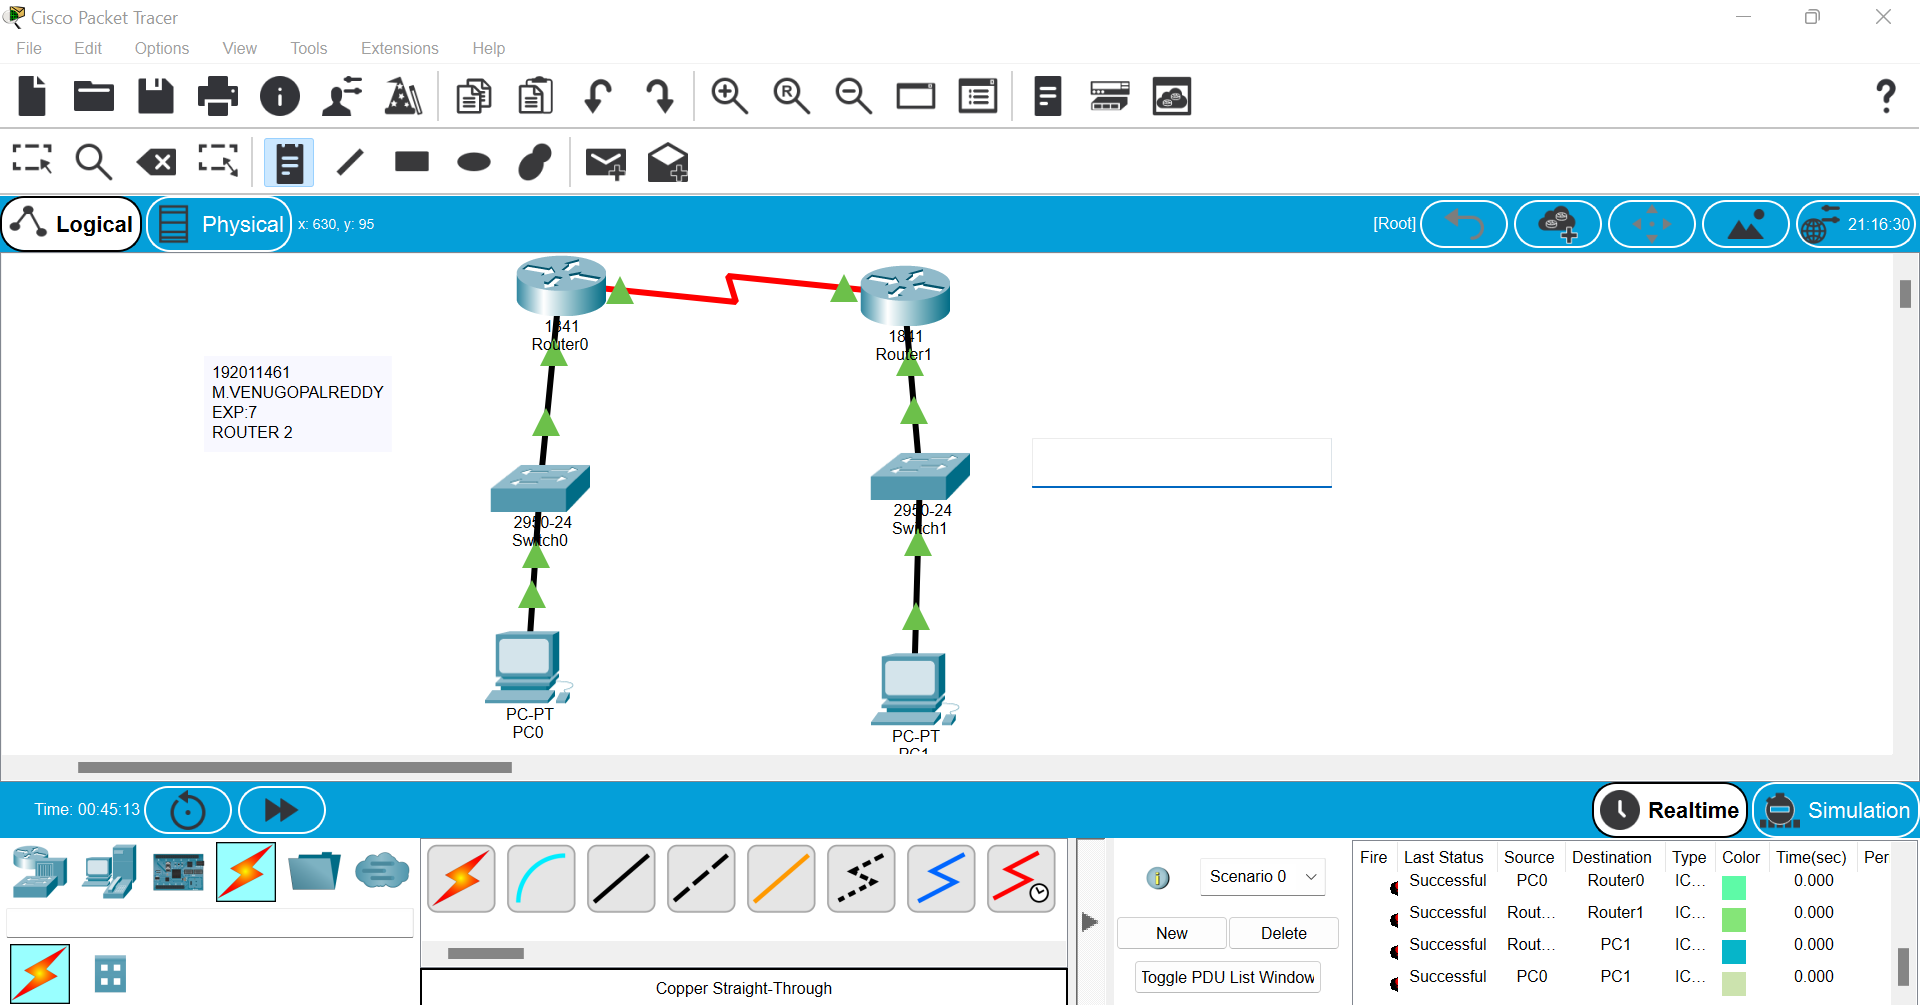 Cisco Packet Tracer
File Edit Options View Tools Extensions Help
Logical Physical x: 630, y: 95 [Root] 21:16:30
1841
Router0
1841
Router1
192011461
M.VENUGOPALREDDY
EXP:7
ROUTER 2
2950-24
Switch0
2950-24
Switch1
PC-PT
PC0
PC-PT
PC1
Time: 00:45:13 Realtime Simulation
Scenario 0
New Delete
Toggle PDU List Window
Copper Straight-Through
Fire Last Status Source Destination Type Color Time(sec) Per
Successful PC0 Router0 IC... 0.000
Successful Rout... Router1 IC... 0.000
Successful Rout... PC1 IC... 0.000
Successful PC0 PC1 IC... 0.000